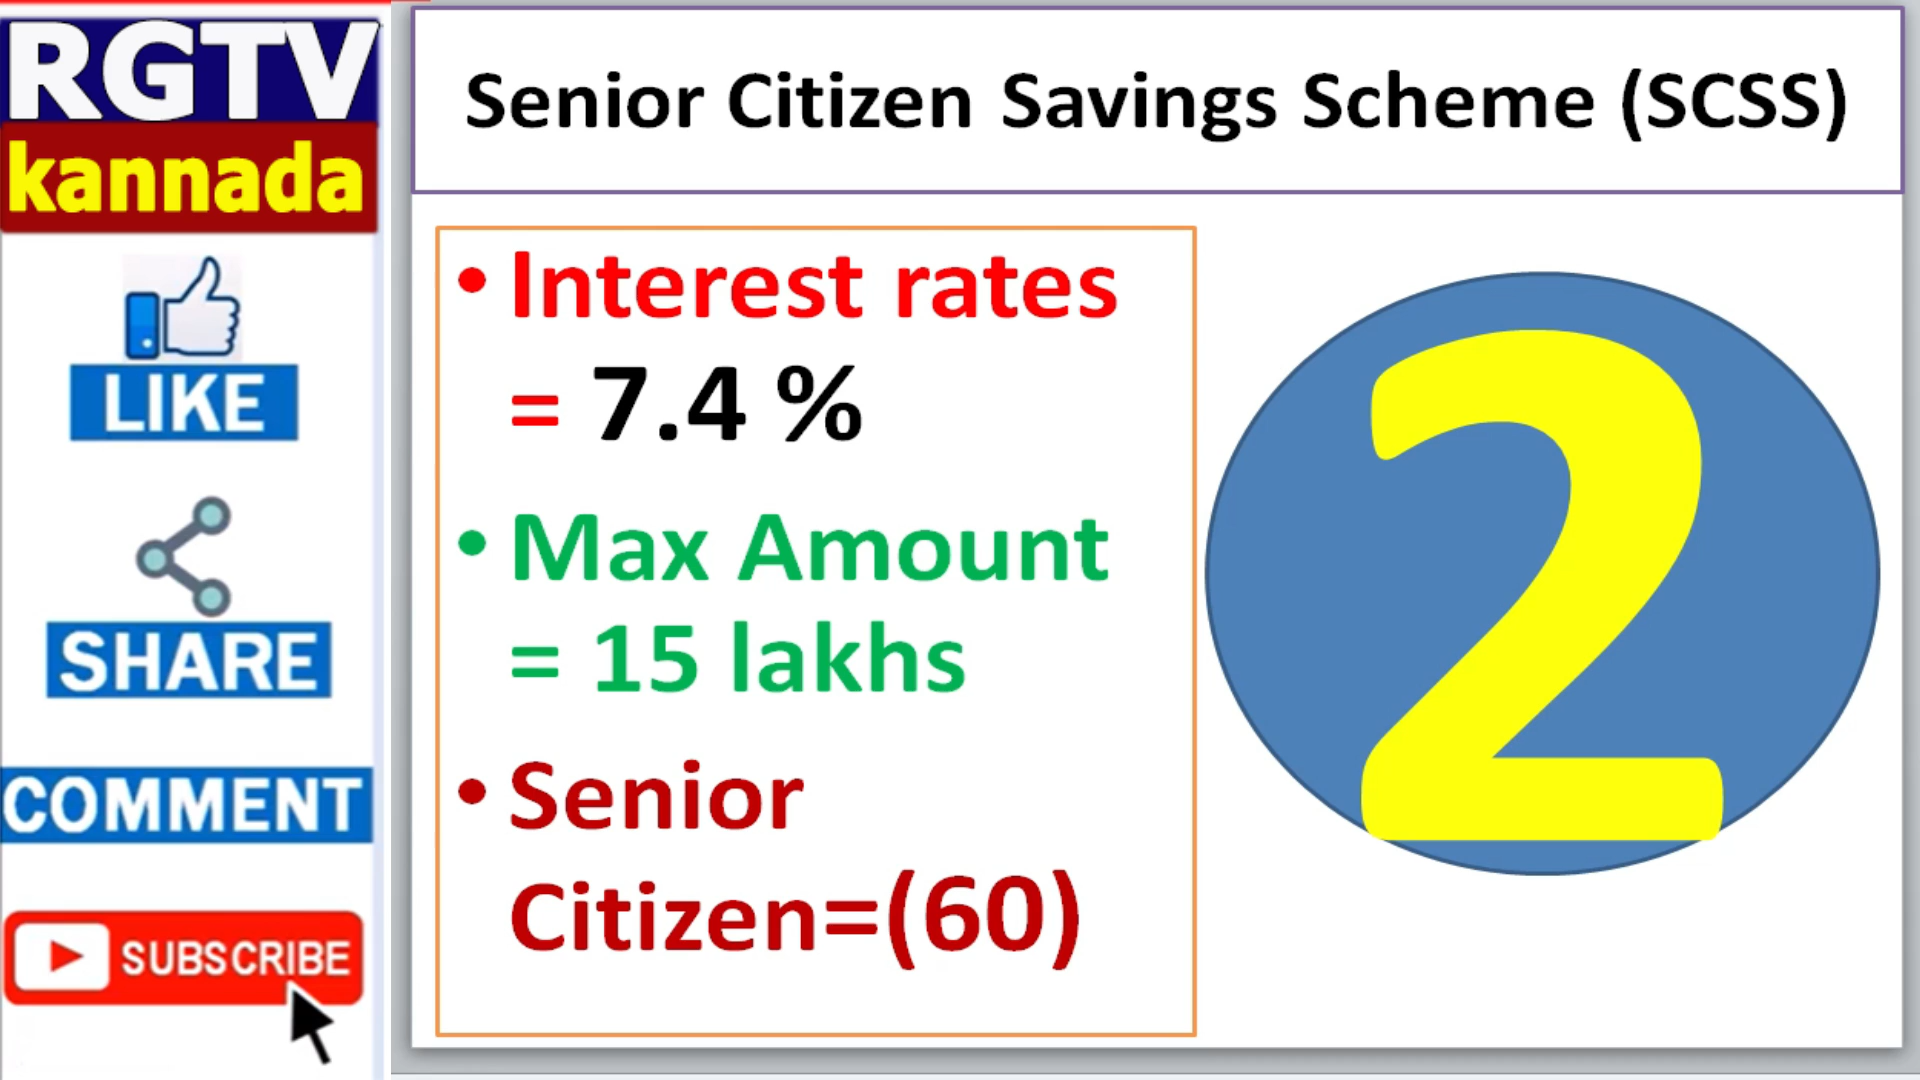 RGTV
kannada
LIKE
SHARE
COMMENT
SUBSCRIBE
Senior Citizen Savings Scheme (SCSS)
• Interest rates
= 7.4 %
• Max Amount
= 15 lakhs
• Senior
Citizen=(60)
2